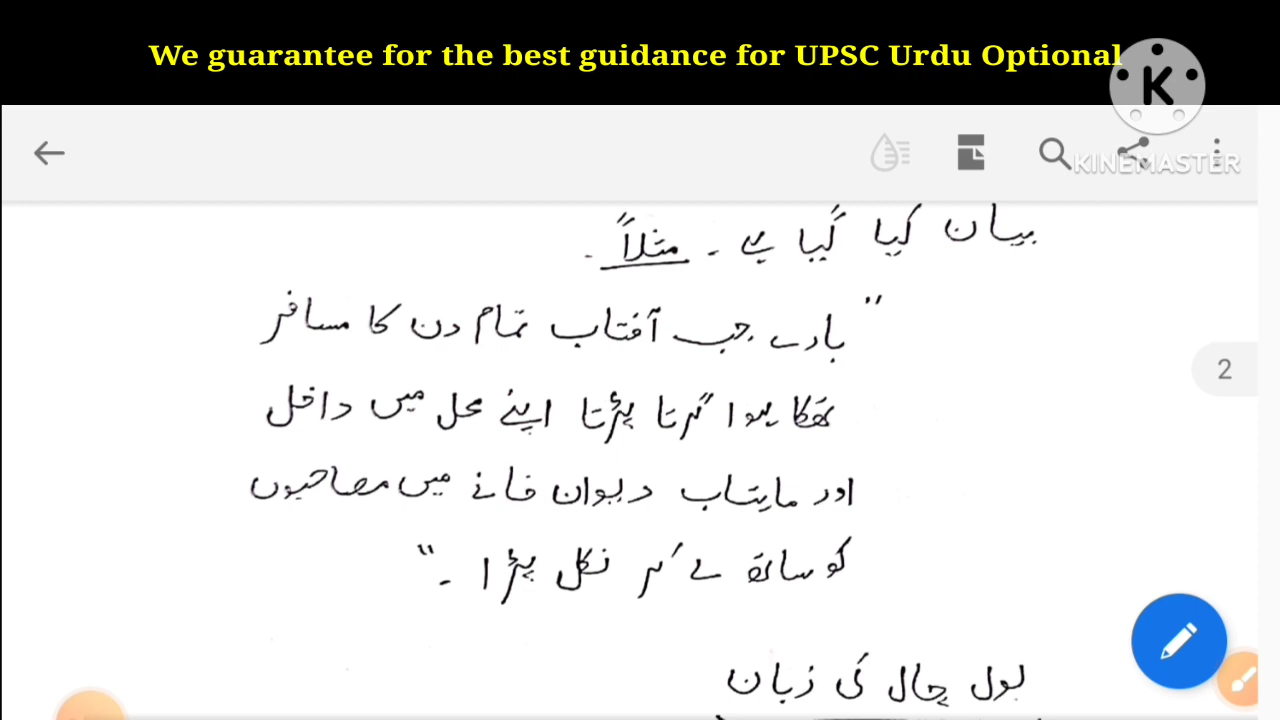 We guarantee for the best guidance for UPSC Urdu Optional
K
KINEMASTER
بیان کیا گیا ہے ۔ مثلاً ۔
" بارے جب آفتاب تمام دن کا مسافر
تھکا ہوا گرتا پڑتا اپنے محل میں داخل
اور ماہتاب دیوان خانے میں مصاحبوں
کو ساتھ لے کر نکل پڑا ۔"
2
بول چال کی زبان